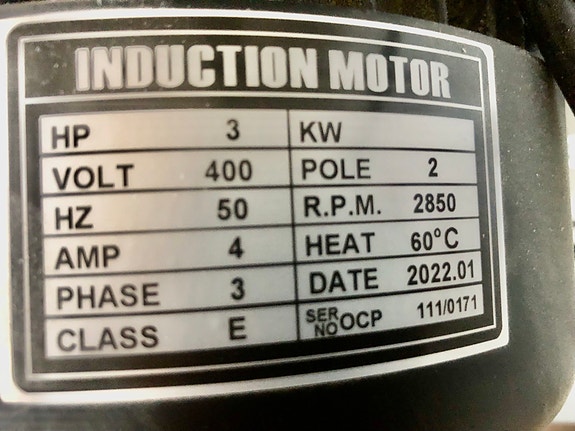 INDUCTION MOTOR
HP 3 KW
VOLT 400 POLE 2
HZ 50 R.P.M. 2850
AMP 4 HEAT 60°C
PHASE 3 DATE 2022.01
CLASS E SER NO OCP 111/0171